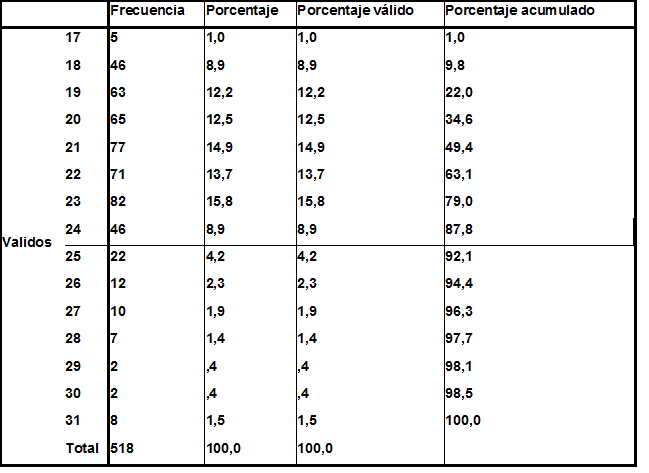 Frecuencia Porcentaje Porcentaje válido Porcentaje acumulado
17 5 1,0 1,0 1,0
18 46 8,9 8,9 9,8
19 63 12,2 12,2 22,0
20 65 12,5 12,5 34,6
21 77 14,9 14,9 49,4
22 71 13,7 13,7 63,1
23 82 15,8 15,8 79,0
24 46 8,9 8,9 87,8
Validos
25 22 4,2 4,2 92,1
26 12 2,3 2,3 94,4
27 10 1,9 1,9 96,3
28 7 1,4 1,4 97,7
29 2 ,4 ,4 98,1
30 2 ,4 ,4 98,5
31 8 1,5 1,5 100,0
Total 518 100,0 100,0